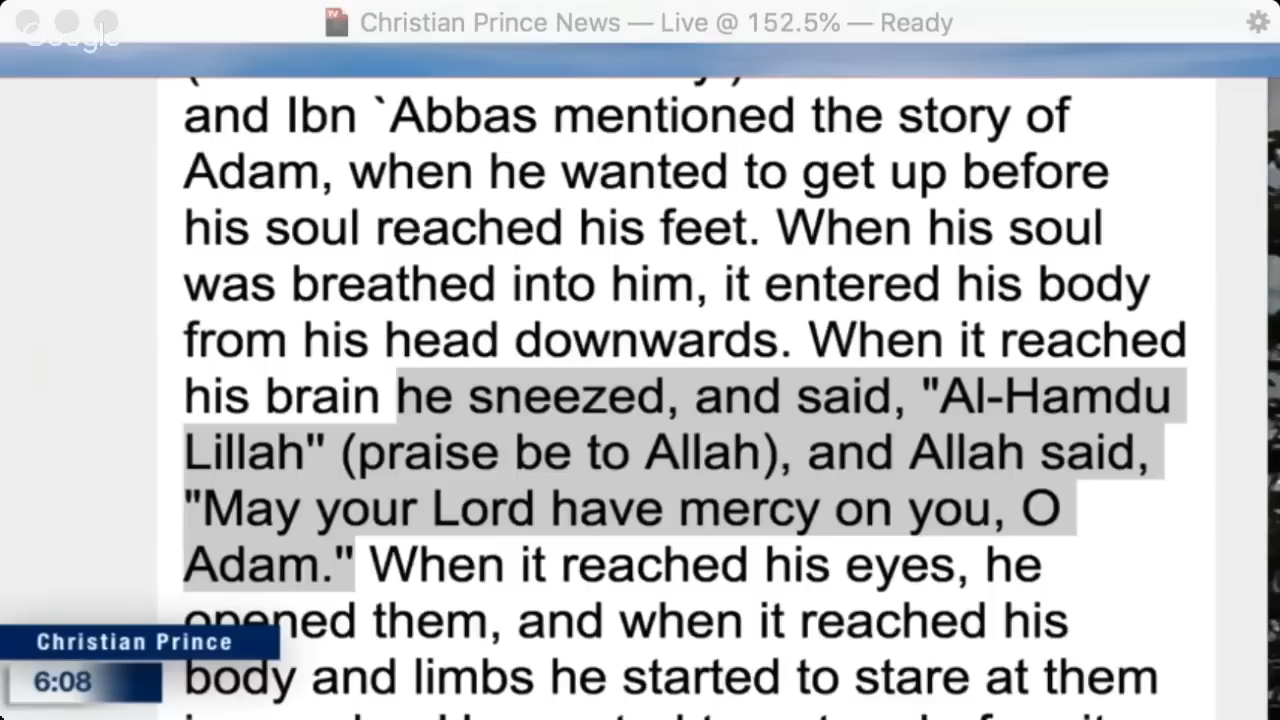 Christian Prince News — Live @ 152.5% — Ready
Google
and Ibn `Abbas mentioned the story of
Adam, when he wanted to get up before
his soul reached his feet. When his soul
was breathed into him, it entered his body
from his head downwards. When it reached
his brain he sneezed, and said, "Al-Hamdu
Lillah" (praise be to Allah), and Allah said,
"May your Lord have mercy on you, O
Adam." When it reached his eyes, he
opened them, and when it reached his
body and limbs he started to stare at them
Christian Prince
6:08